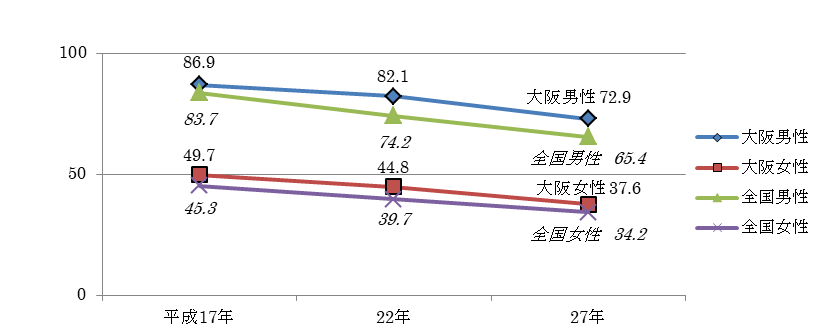 100
86.9
82.1
大阪男性 72.9
83.7
74.2
全国男性 65.4
50
49.7
44.8
大阪女性 37.6
45.3
39.7
全国女性 34.2
0
平成17年
22年
27年
大阪男性
大阪女性
全国男性
全国女性